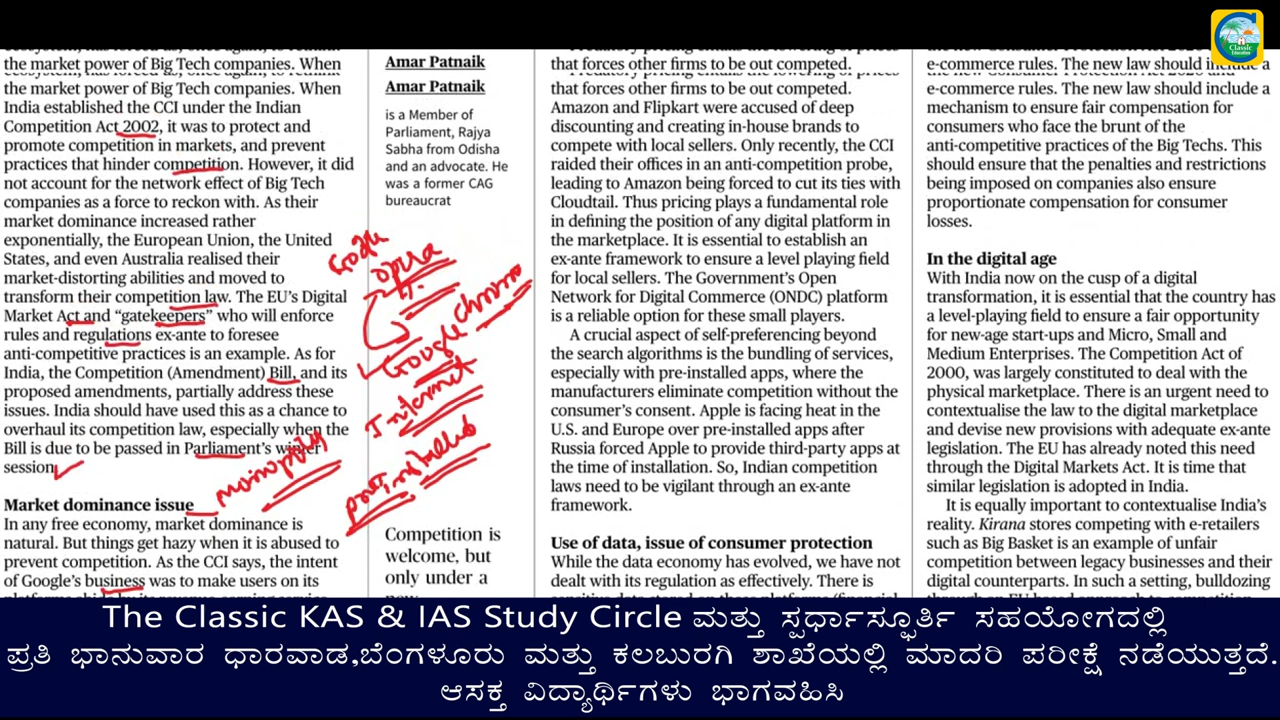 the market power of Big Tech companies. When
the market power of Big Tech companies. When
India established the CCI under the Indian
Competition Act 2002, it was to protect and
promote competition in markets, and prevent
practices that hinder competition. However, it did
not account for the network effect of Big Tech
companies as a force to reckon with. As their
market dominance increased rather
exponentially, the European Union, the United
States, and even Australia realised their
market-distorting abilities and moved to
transform their competition law. The EU's Digital
Market Act and “gatekeepers” who will enforce
rules and regulations ex-ante to foresee
anti-competitive practices is an example. As for
India, the Competition (Amendment) Bill, and its
proposed amendments, partially address these
issues. India should have used this as a chance to
overhaul its competition law, especially when the
Bill is due to be passed in Parliament's winter
session.
Market dominance issue
In any free economy, market dominance is
natural. But things get hazy when it is abused to
prevent competition. As the CCI says, the intent
of Google's business was to make users on its
Amar Patnaik
Amar Patnaik
is a Member of
Parliament, Rajya
Sabha from Odisha
and an advocate. He
was a former CAG
bureaucrat
opera
Google chrome
Internet
monopoly
Competition is
welcome, but
only under a
that forces other firms to be out competed.
that forces other firms to be out competed.
Amazon and Flipkart were accused of deep
discounting and creating in-house brands to
compete with local sellers. Only recently, the CCI
raided their offices in an anti-competition probe,
leading to Amazon being forced to cut its ties with
Cloudtail. Thus pricing plays a fundamental role
in defining the position of any digital platform in
the marketplace. It is essential to establish an
ex-ante framework to ensure a level playing field
for local sellers. The Government's Open
Network for Digital Commerce (ONDC) platform
is a reliable option for these small players.
A crucial aspect of self-preferencing beyond
the search algorithms is the bundling of services,
especially with pre-installed apps, where the
manufacturers eliminate competition without the
consumer's consent. Apple is facing heat in the
U.S. and Europe over pre-installed apps after
Russia forced Apple to provide third-party apps at
the time of installation. So, Indian competition
laws need to be vigilant through an ex-ante
framework.
Use of data, issue of consumer protection
While the data economy has evolved, we have not
dealt with its regulation as effectively. There is
e-commerce rules. The new law should include a
e-commerce rules. The new law should include a
mechanism to ensure fair compensation for
consumers who face the brunt of the
anti-competitive practices of the Big Techs. This
should ensure that the penalties and restrictions
being imposed on companies also ensure
proportionate compensation for consumer
losses.
In the digital age
With India now on the cusp of a digital
transformation, it is essential that the country has
a level-playing field to ensure a fair opportunity
for new-age start-ups and Micro, Small and
Medium Enterprises. The Competition Act of
2000, was largely constituted to deal with the
physical marketplace. There is an urgent need to
contextualise the law to the digital marketplace
and devise new provisions with adequate ex-ante
legislation. The EU has already noted this need
through the Digital Markets Act. It is time that
similar legislation is adopted in India.
It is equally important to contextualise India's
reality. Kirana stores competing with e-retailers
such as Big Basket is an example of unfair
competition between legacy businesses and their
digital counterparts. In such a setting, bulldozing
Classic
Education
The Classic KAS & IAS Study Circle ಮತ್ತು ಸ್ಪರ್ಧಾಸ್ಫೂರ್ತಿ ಸಹಯೋಗದಲ್ಲಿ
ಪ್ರತಿ ಭಾನುವಾರ ಧಾರವಾಡ,ಬೆಂಗಳೂರು ಮತ್ತು ಕಲಬುರಗಿ ಶಾಖೆಯಲ್ಲಿ ಮಾದರಿ ಪರೀಕ್ಷೆ ನಡೆಯುತ್ತದೆ.
ಆಸಕ್ತ ವಿದ್ಯಾರ್ಥಿಗಳು ಭಾಗವಹಿಸಿ